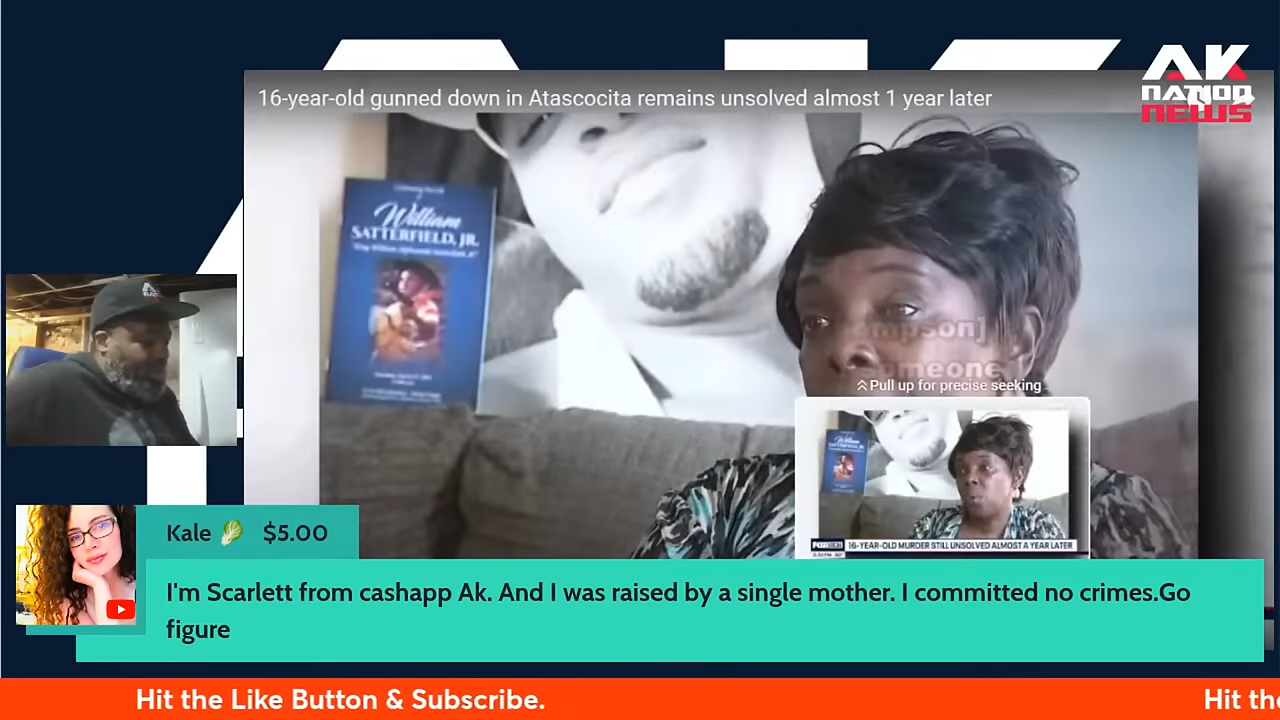 16-year-old gunned down in Atascocita remains unsolved almost 1 year later
AK
NATION
NEWS
William
SATTERFIELD, JR.
Pull up for precise seeking
William
SATTERFIELD, JR.
16-YEAR-OLD MURDER STILL UNSOLVED ALMOST A YEAR LATER
Kale 🥬 $5.00
I'm Scarlett from cashapp Ak. And I was raised by a single mother. I committed no crimes.Go
figure
Hit the Like Button & Subscribe.
Hit the